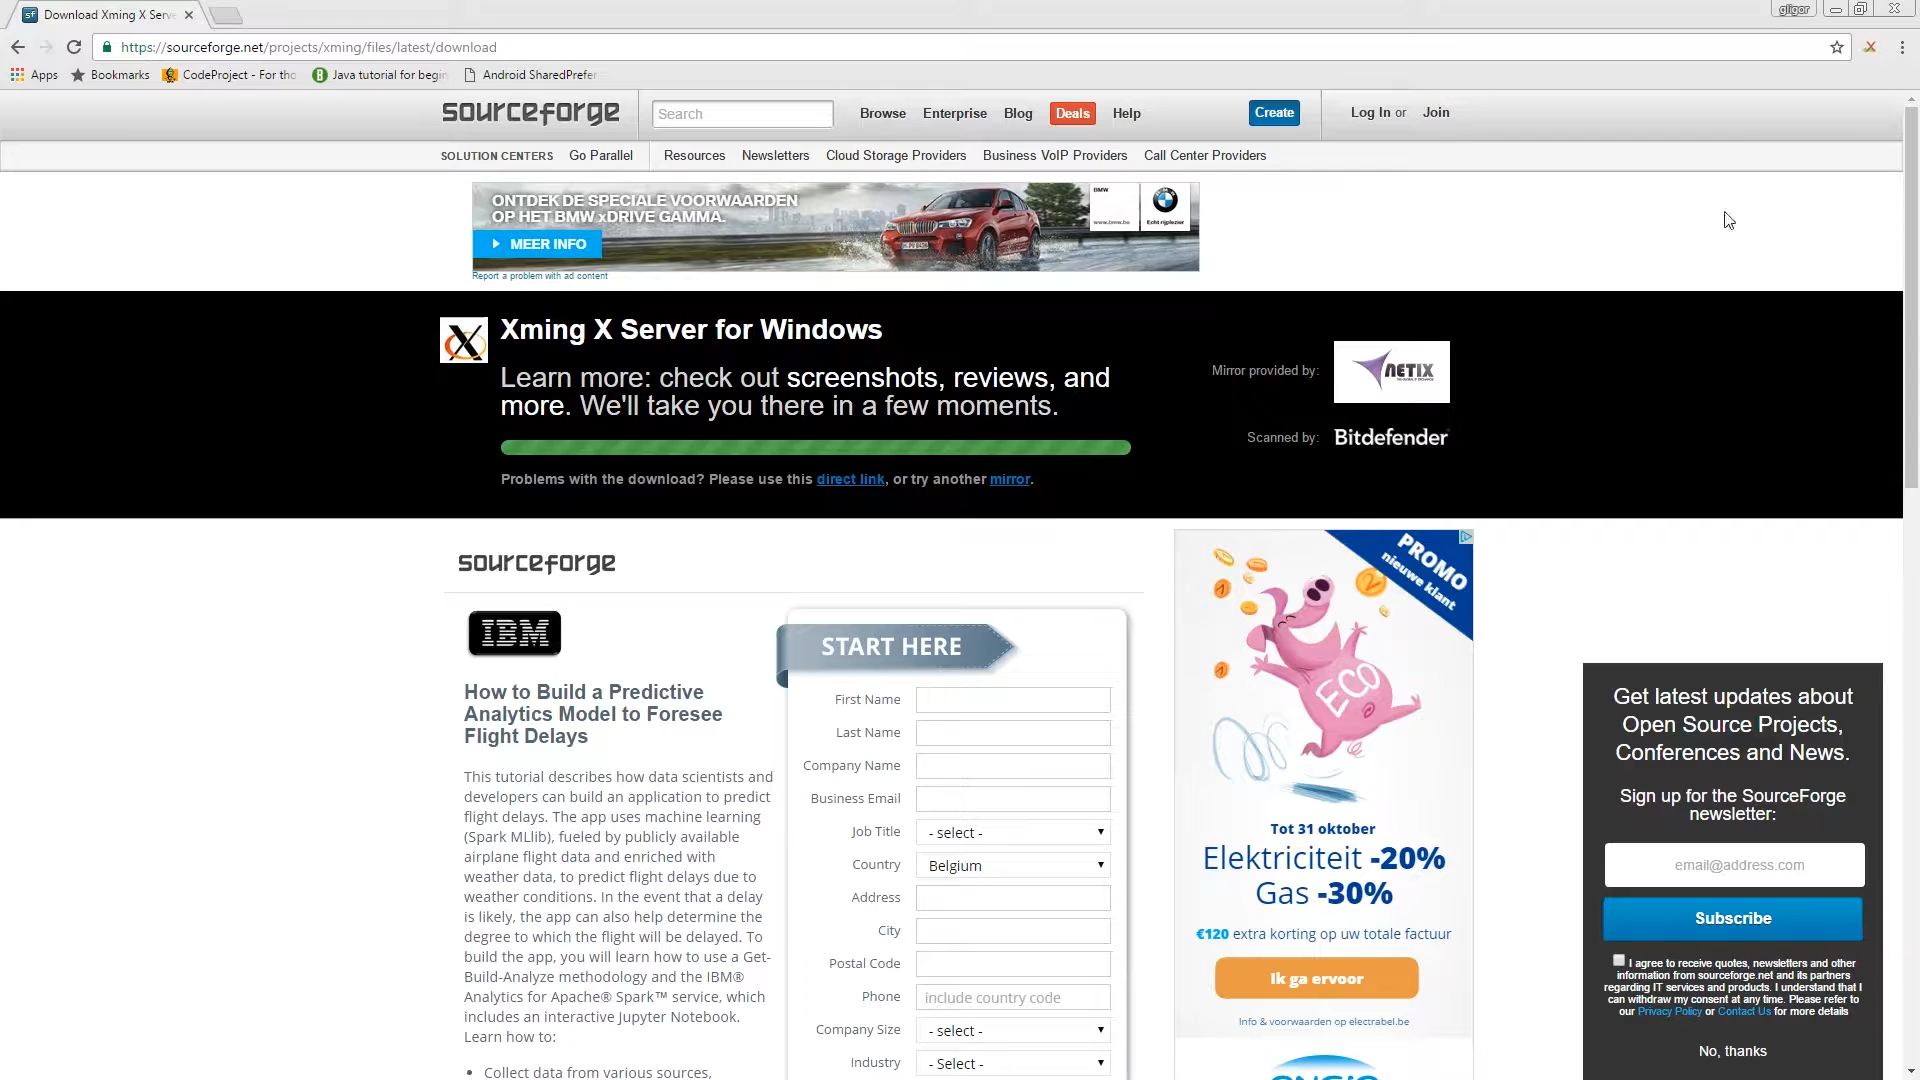 Download Xming X Serv
gligor
https://sourceforge.net/projects/xming/files/latest/download
Apps
Bookmarks
CodeProject - For tho
Java tutorial for begin
Android SharedPrefer
sourceforge
Search
Browse
Enterprise
Blog
Deals
Help
Create
Log In or Join
SOLUTION CENTERS
Go Parallel
Resources
Newsletters
Cloud Storage Providers
Business VoIP Providers
Call Center Providers
ONTDEK DE SPECIALE VOORWAARDEN
OP HET BMW xDRIVE GAMMA.
MEER INFO
BMW
www.bmw.be
Echt rijplezier
Report a problem with ad content
Xming X Server for Windows
Learn more: check out screenshots, reviews, and
more. We'll take you there in a few moments.
Problems with the download? Please use this direct link, or try another mirror.
Mirror provided by:
NETIX
Scanned by:
Bitdefender
sourceforge
IBM
How to Build a Predictive
Analytics Model to Foresee
Flight Delays
This tutorial describes how data scientists and
developers can build an application to predict
flight delays. The app uses machine learning
(Spark MLlib), fueled by publicly available
airplane flight data and enriched with
weather data, to predict flight delays due to
weather conditions. In the event that a delay
is likely, the app can also help determine the
degree to which the flight will be delayed. To
build the app, you will learn how to use a Get-
Build-Analyze methodology and the IBM®
Analytics for Apache® Spark™ service, which
includes an interactive Jupyter Notebook.
Learn how to:
• Collect data from various sources,
START HERE
First Name
Last Name
Company Name
Business Email
Job Title
- select -
Country
Belgium
Address
City
Postal Code
Phone
include country code
Company Size
- select -
Industry
- Select -
PROMO
nieuwe klant
ECO
Tot 31 oktober
Elektriciteit -20%
Gas -30%
€120 extra korting op uw totale factuur
Ik ga ervoor
Info & voorwaarden op electrabel.be
Get latest updates about
Open Source Projects,
Conferences and News.
Sign up for the SourceForge
newsletter:
email@address.com
Subscribe
I agree to receive quotes, newsletters and other
information from sourceforge.net and its partners
regarding IT services and products. I understand that I
can withdraw my consent at any time. Please refer to
our Privacy Policy or Contact Us for more details
No, thanks